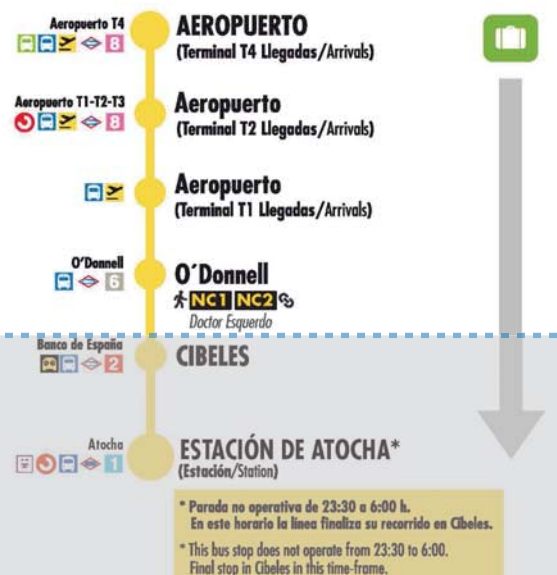 Aeropuerto T4
8
AEROPUERTO
(Terminal T4 Llegadas/Arrivals)
Aeropuerto T1-T2-T3
8
Aeropuerto
(Terminal T2 Llegadas/Arrivals)
Aeropuerto
(Terminal T1 Llegadas/Arrivals)
O'Donnell
6
O´Donnell
NC1 NC2
Doctor Esquerdo
Banco de España
2
CIBELES
Atocha
1
ESTACIÓN DE ATOCHA*
(Estación/Station)
* Parada no operativa de 23:30 a 6:00 h.
En este horario la línea finaliza su recorrido en Cibeles.
* This bus stop does not operate from 23:30 to 6:00.
Final stop in Cibeles in this time-frame.